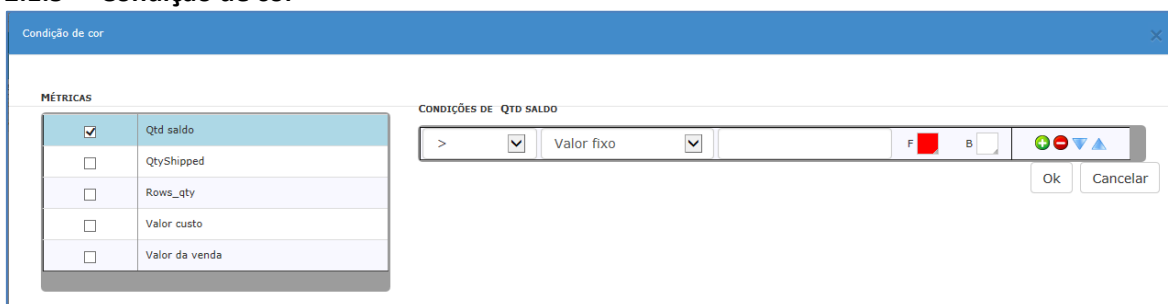 Condição de cor
MÉTRICAS
Qtd saldo
QtyShipped
Rows_qty
Valor custo
Valor da venda
CONDIÇÕES DE QTD SALDO
> Valor fixo F B
Ok Cancelar